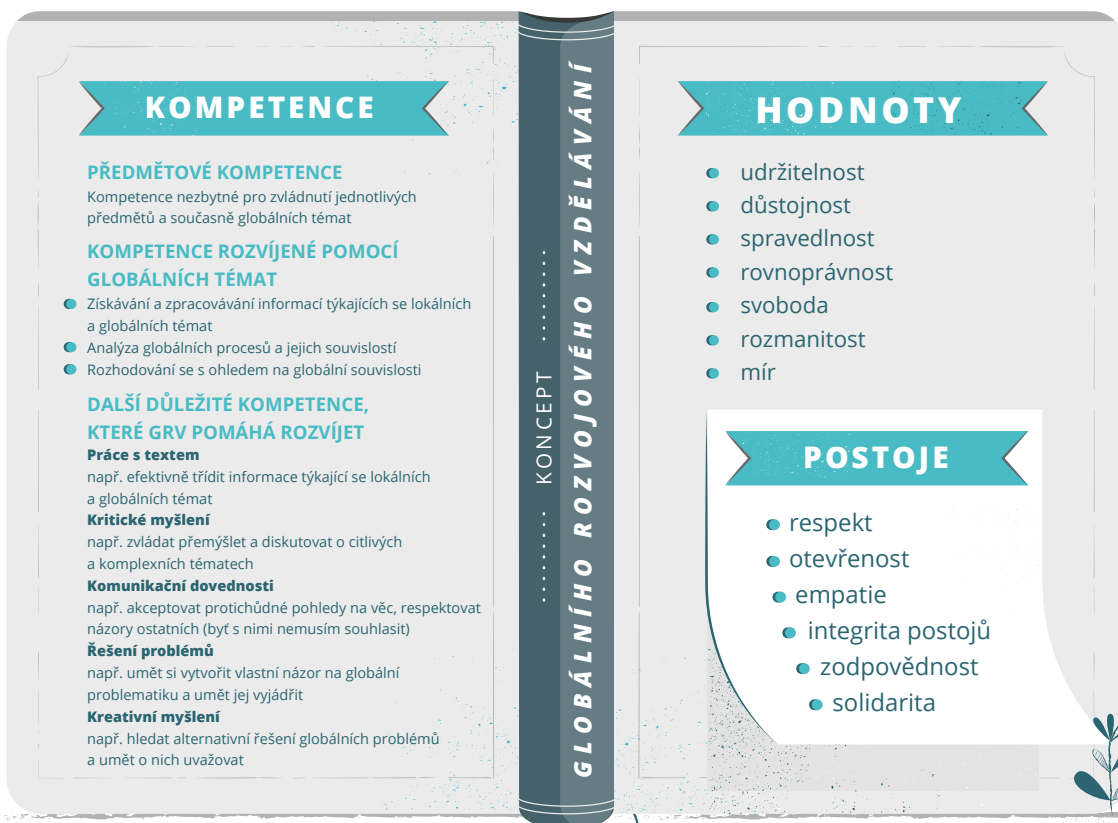 KOMPETENCE
PŘEDMĚTOVÉ KOMPETENCE
Kompetence nezbytné pro zvládnutí jednotlivých
předmětů a současně globálních témat
KOMPETENCE ROZVÍJENÉ POMOCÍ
GLOBÁLNÍCH TÉMAT
Získávání a zpracovávání informací týkajících se lokálních
a globálních témat
Analýza globálních procesů a jejich souvislostí
Rozhodování se s ohledem na globální souvislosti
DALŠÍ DŮLEŽITÉ KOMPETENCE,
KTERÉ GRV POMÁHÁ ROZVÍJET
Práce s textem
např. efektivně třídit informace týkající se lokálních
a globálních témat
Kritické myšlení
např. zvládat přemýšlet a diskutovat o citlivých
a komplexních tématech
Komunikační dovednosti
např. akceptovat protichůdné pohledy na věc, respektovat
názory ostatních (byť s nimi nemusím souhlasit)
Řešení problémů
např. umět si vytvořit vlastní názor na globální
problematiku a umět jej vyjádřit
Kreativní myšlení
např. hledat alternativní řešení globálních problémů
a umět o nich uvažovat
KONCEPT
GLOBÁLNÍHO ROZVOJOVÉHO VZDĚLÁVÁNÍ
HODNOTY
udržitelnost
důstojnost
spravedlnost
rovnoprávnost
svoboda
rozmanitost
mír
POSTOJE
respekt
otevřenost
empatie
integrita postojů
zodpovědnost
solidarita